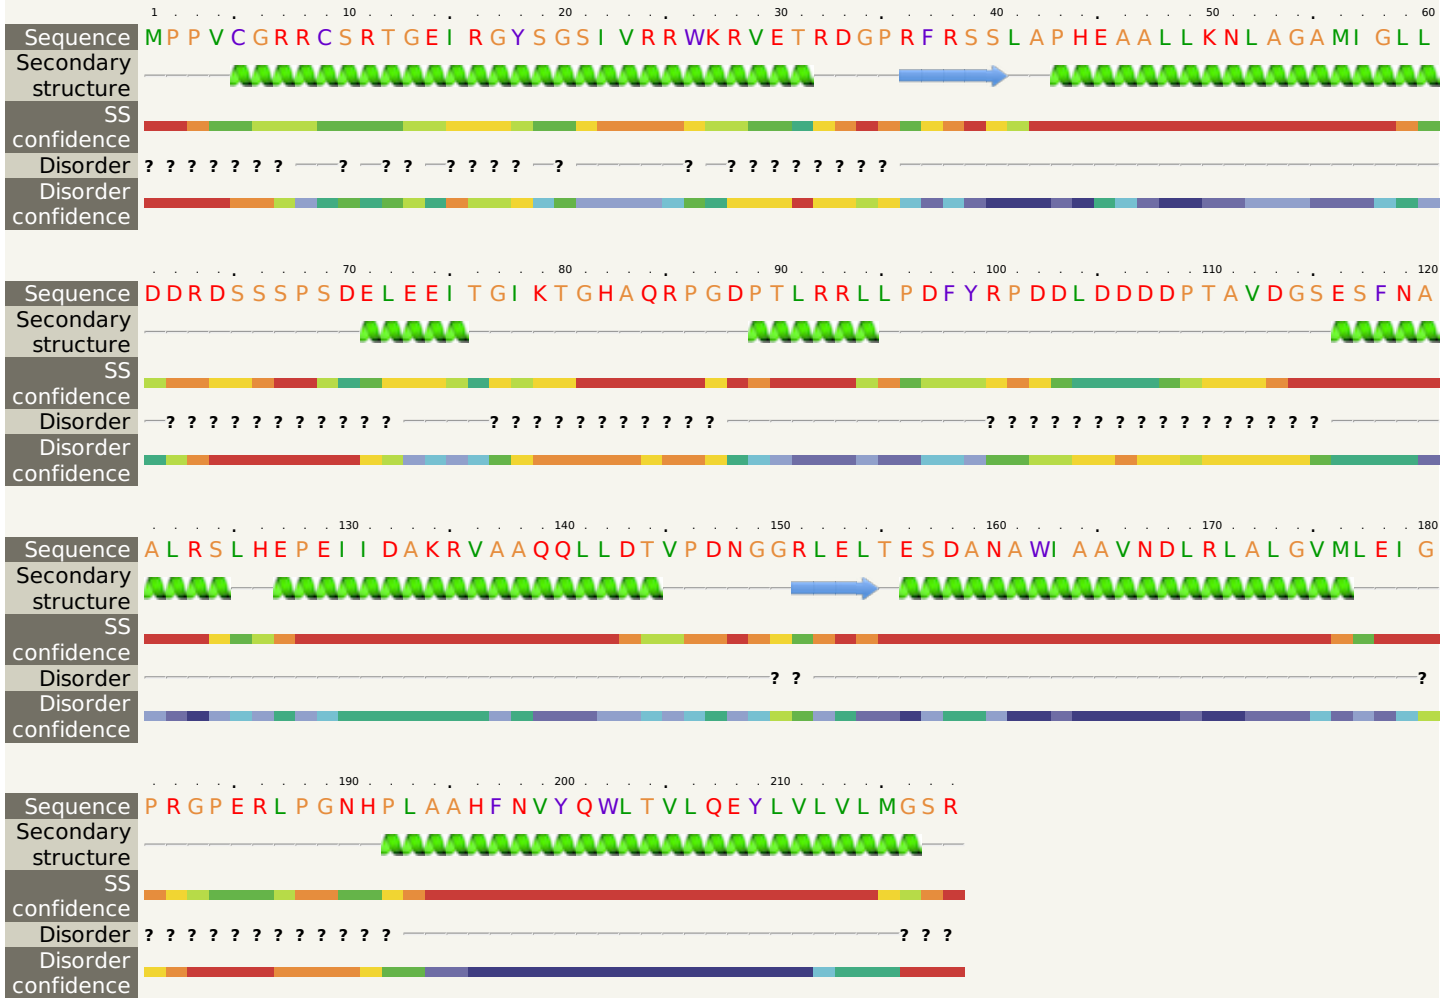 1 10 20 30 40 50 60
Sequence M P P V C G R R C S R T G E I R G Y S G S I V R R W K R V E T R D G P R F R S S L A P H E A A L L K N L A G A M I G L L
Secondary
structure
SS
confidence
Disorder ? ? ? ? ? ? ? ? ? ? ? ? ? ? ? ? ? ? ? ? ? ? ? ?
Disorder
confidence
70 80 90 100 110 120
Sequence D D R D S S S P S D E L E E I T G I K T G H A Q R P G D P T L R R L L P D F Y R P D D L D D D D P T A V D G S E S F N A
Secondary
structure
SS
confidence
Disorder ? ? ? ? ? ? ? ? ? ? ? ? ? ? ? ? ? ? ? ? ? ? ? ? ? ? ? ? ? ? ? ? ? ? ? ? ? ?
Disorder
confidence
130 140 150 160 170 180
Sequence A L R S L H E P E I I D A K R V A A Q Q L L D T V P D N G G R L E L T E S D A N A W I A A V N D L R L A L G V M L E I G
Secondary
structure
SS
confidence
Disorder ? ? ?
Disorder
confidence
190 200 210
Sequence P R G P E R L P G N H P L A A H F N V Y Q W L T V L Q E Y L V L V L M G S R
Secondary
structure
SS
confidence
Disorder ? ? ? ? ? ? ? ? ? ? ? ? ? ? ?
Disorder
confidence